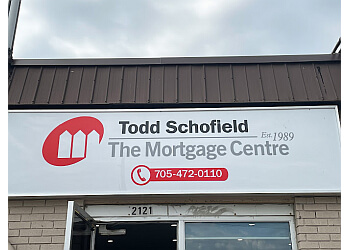 Todd Schofield
Est. 1989
The Mortgage Centre
705-472-0110
2121